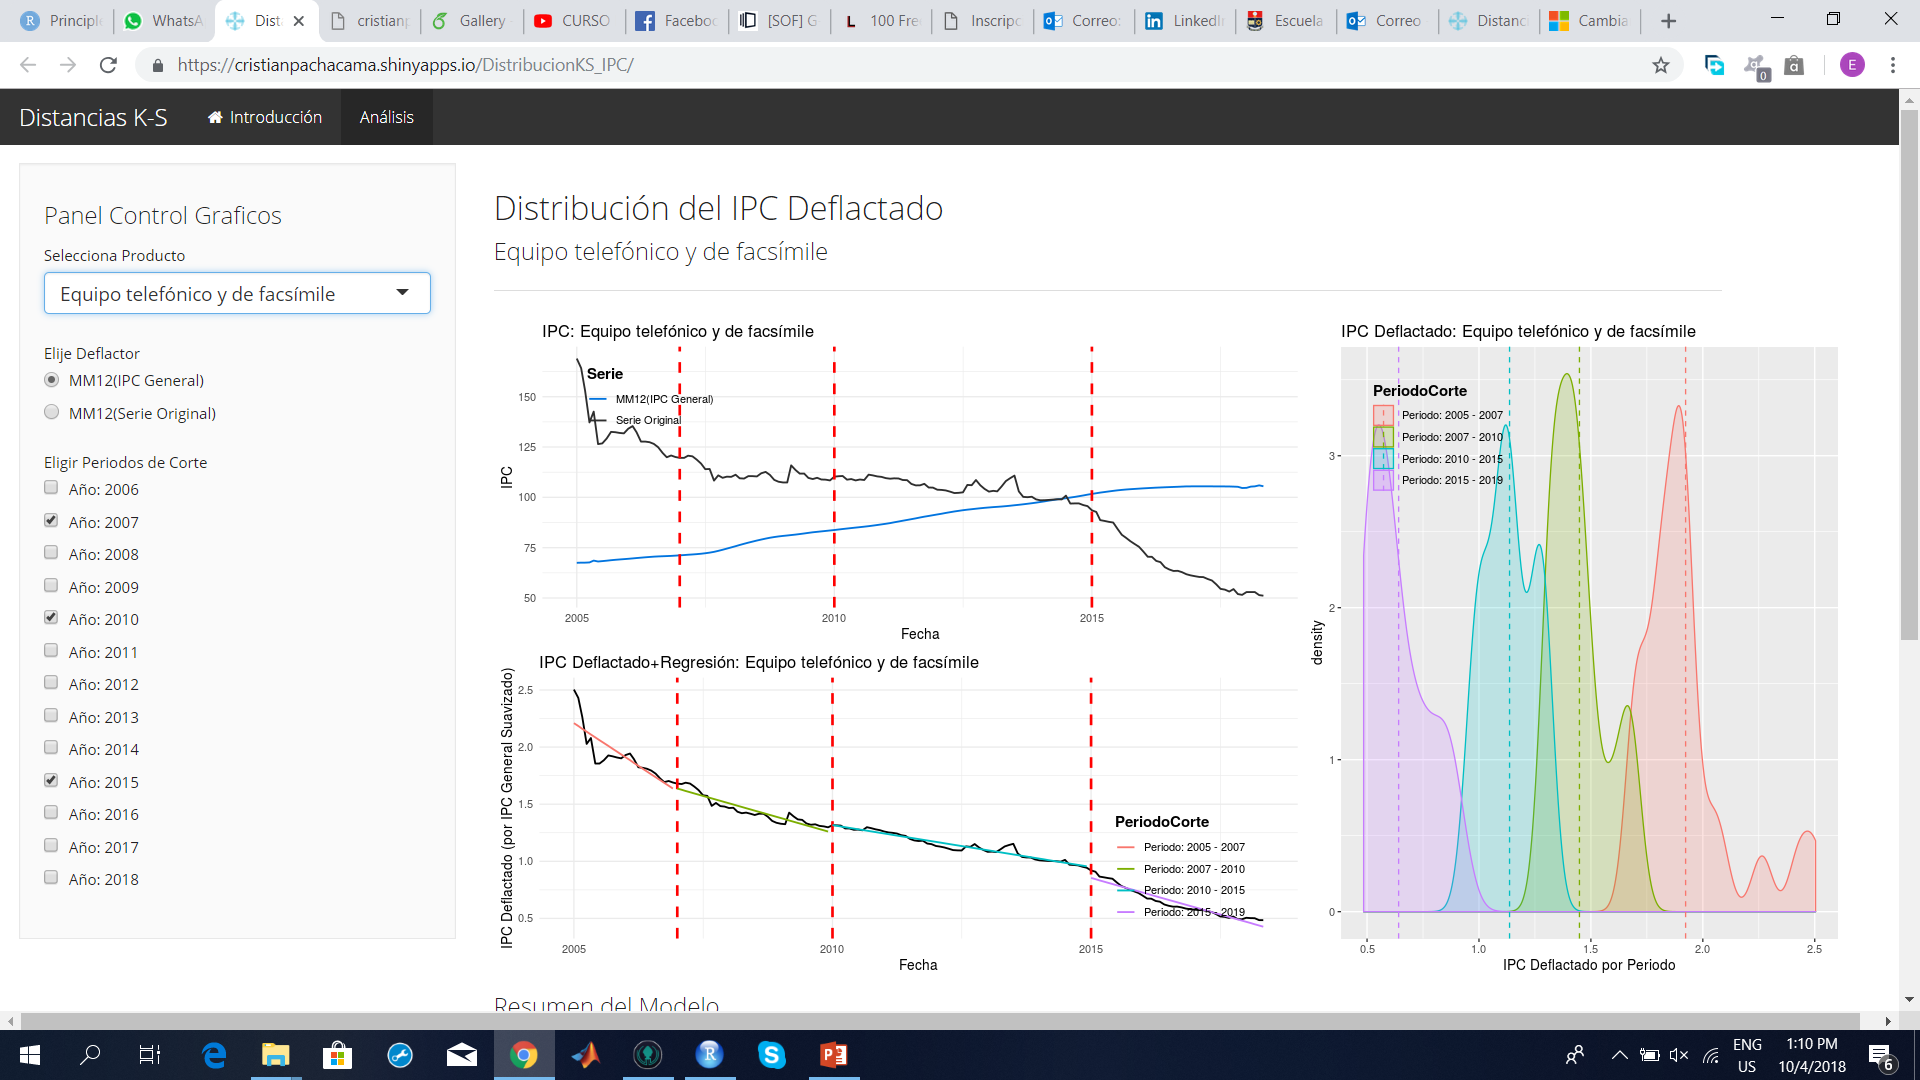 Principl
WhatsA
Dist
cristianp
Gallery
CURSO
Faceboo
[SOF] G
100 Fre
Inscripc
Correo:
LinkedIn
Escuela
Correo
Distanc
Cambia
https://cristianpachacama.shinyapps.io/DistribucionKS_IPC/
0
E
Distancias K-S
Introducción
Análisis
Panel Control Graficos
Selecciona Producto
Equipo telefónico y de facsímile
Elije Deflactor
MM12(IPC General)
MM12(Serie Original)
Eligir Periodos de Corte
Año: 2006
Año: 2007
Año: 2008
Año: 2009
Año: 2010
Año: 2011
Año: 2012
Año: 2013
Año: 2014
Año: 2015
Año: 2016
Año: 2017
Año: 2018
Distribución del IPC Deflactado
Equipo telefónico y de facsímile
IPC: Equipo telefónico y de facsímile
Serie
MM12(IPC General)
Serie Original
IPC
150
125
100
75
50
2005
2010
2015
Fecha
IPC Deflactado+Regresión: Equipo telefónico y de facsímile
IPC Deflactado (por IPC General Suavizado)
2.5
2.0
1.5
1.0
0.5
PeriodoCorte
Periodo: 2005 - 2007
Periodo: 2007 - 2010
Periodo: 2010 - 2015
Periodo: 2015 - 2019
2005
2010
2015
Fecha
IPC Deflactado: Equipo telefónico y de facsímile
PeriodoCorte
Periodo: 2005 - 2007
Periodo: 2007 - 2010
Periodo: 2010 - 2015
Periodo: 2015 - 2019
density
3
2
1
0
0.5
1.0
1.5
2.0
2.5
IPC Deflactado por Periodo
Resumen del Modelo
ENG
US
1:10 PM
10/4/2018
6